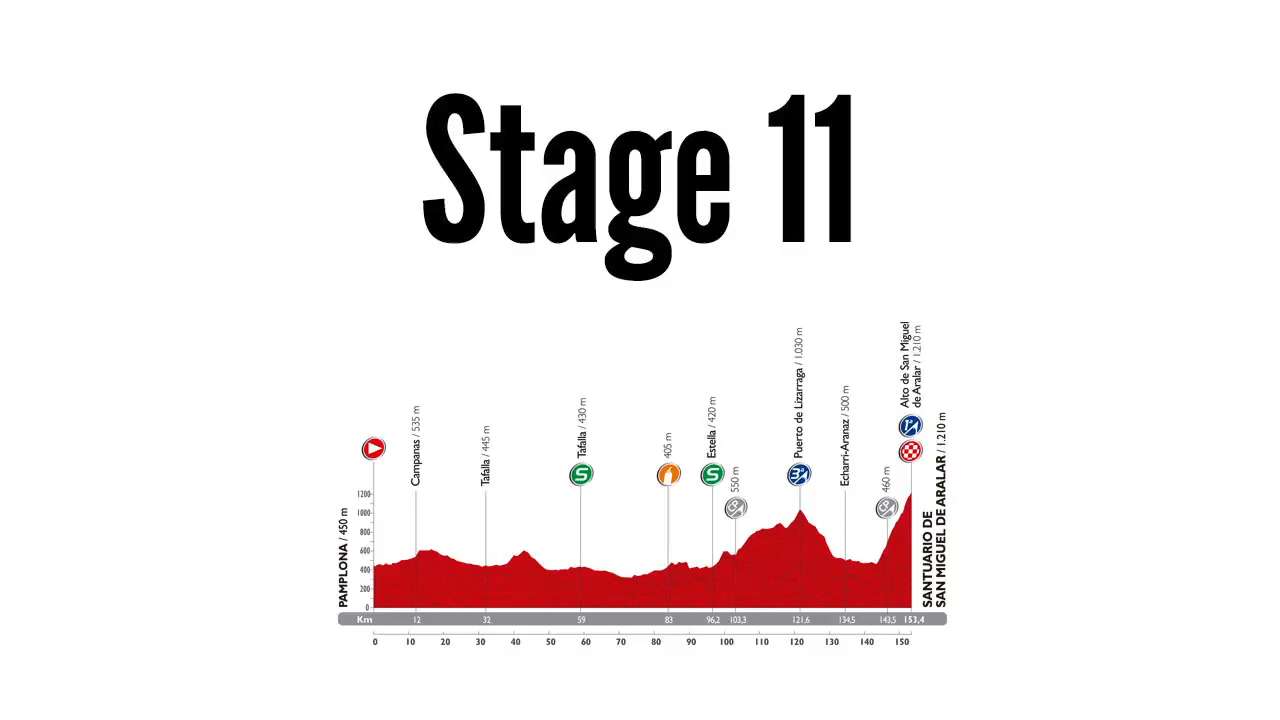 Stage 11
Alto de San Miguel
de Aralar / 1.210 m
Puerto de Lizarraga / 1.030 m
Echarri-Aranaz / 500 m
Estella / 420 m
Tafalla / 430 m
Campanas / 535 m
Tafalla / 445 m
405 m
550 m
460 m
S
S
3ª
CP
CP
SANTUARIO DE
SAN MIGUEL DE ARALAR / 1.210 m
PAMPLONA / 450 m
1200
1000
800
600
400
200
0
Km 12 32 59 83 96,2 103,3 121,6 134,5 143,5 153,4
0 10 20 30 40 50 60 70 80 90 100 110 120 130 140 150